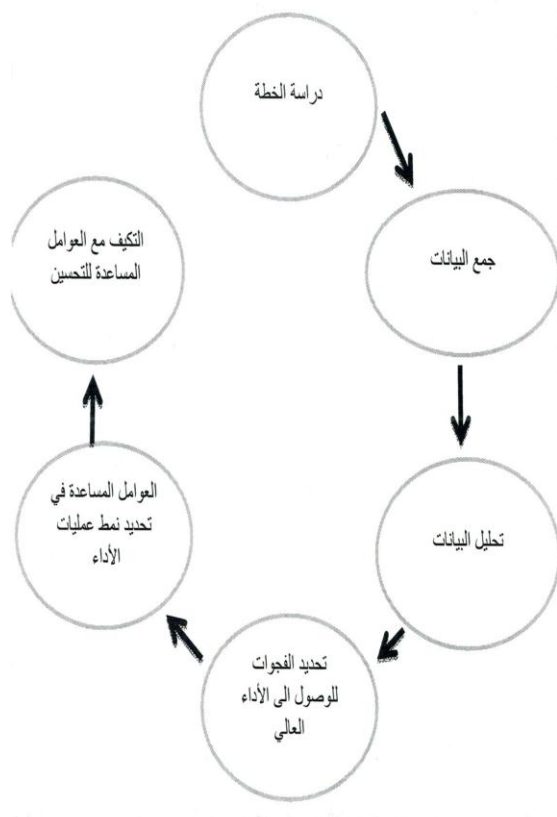 دراسة الخطة
جمع البيانات
تحليل البيانات
تحديد الفجوات
للوصول الى الأداء
العالي
العوامل المساعدة في
تحديد نمط عمليات
الأداء
التكيف مع العوامل
المساعدة للتحسين